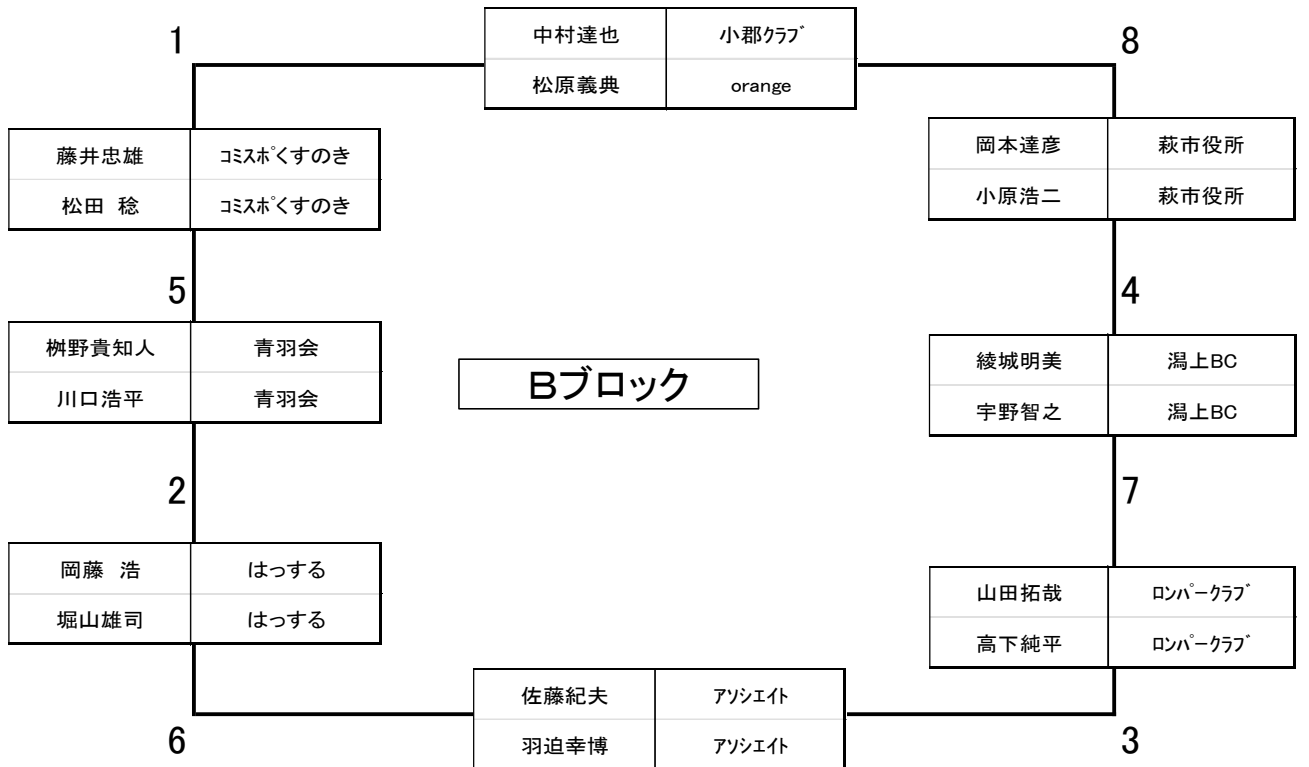 1
中村達也 小郡ｸﾗﾌﾞ
8
松原義典 orange
藤井忠雄 ｺﾐｽﾎﾟくすのき
岡本達彦 萩市役所
松田 稔 ｺﾐｽﾎﾟくすのき
小原浩二 萩市役所
5
4
桝野貴知人 青羽会
綾城明美 潟上BC
川口浩平 青羽会
Bブロック
宇野智之 潟上BC
2
7
岡藤 浩 はっする
山田拓哉 ﾛﾝﾊﾟｰｸﾗﾌﾞ
堀山雄司 はっする
高下純平 ﾛﾝﾊﾟｰｸﾗﾌﾞ
佐藤紀夫 ｱｿｼｴｲﾄ
6
羽迫幸博 ｱｿｼｴｲﾄ
3